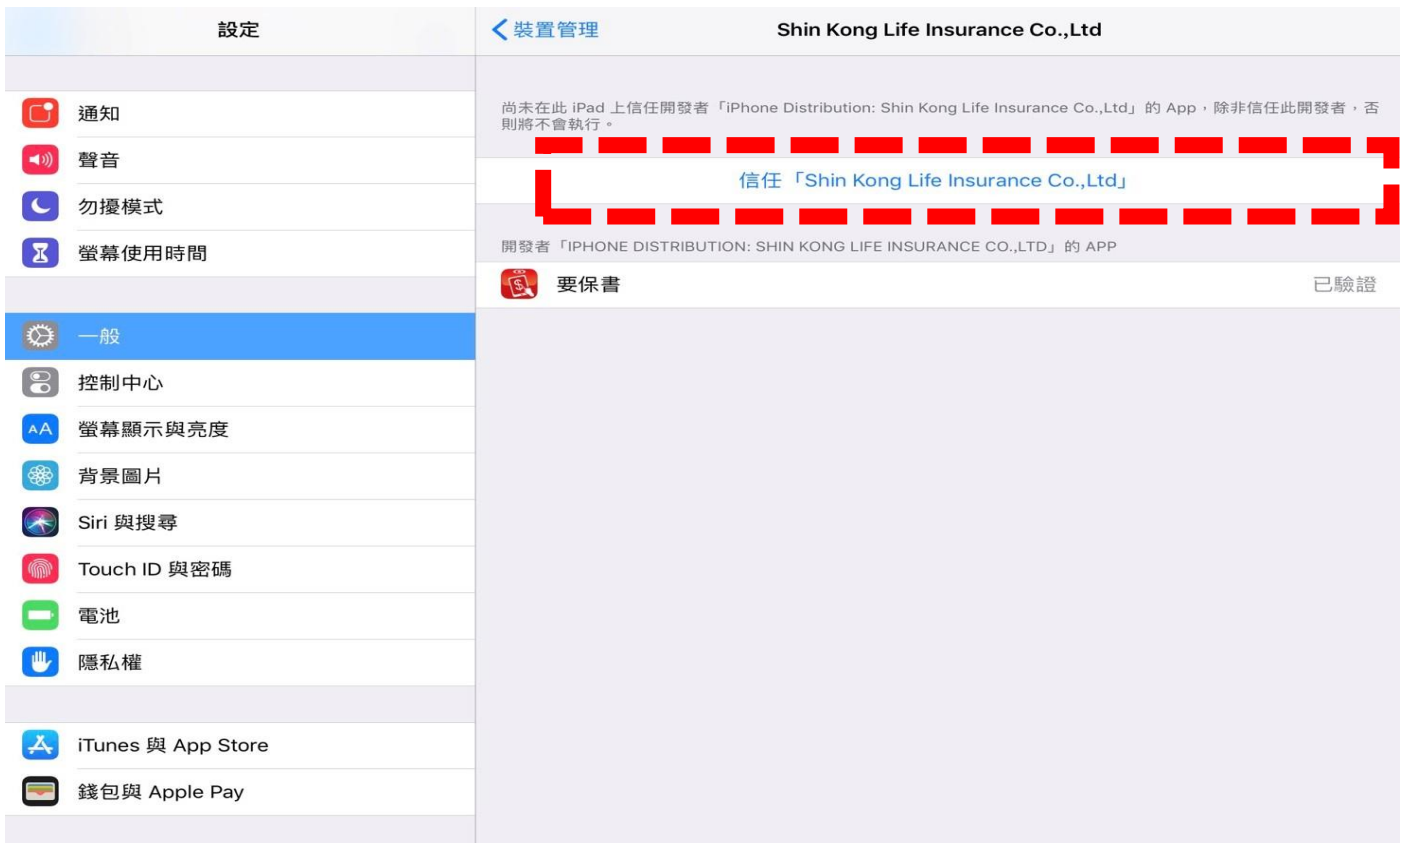 設定
通知
聲音
勿擾模式
螢幕使用時間
一般
控制中心
螢幕顯示與亮度
背景圖片
Siri 與搜尋
Touch ID 與密碼
電池
隱私權
iTunes 與 App Store
錢包與 Apple Pay
裝置管理
Shin Kong Life Insurance Co.,Ltd
尚未在此 iPad 上信任開發者「iPhone Distribution: Shin Kong Life Insurance Co.,Ltd」的 App，除非信任此開發者，否
則將不會執行。
信任「Shin Kong Life Insurance Co.,Ltd」
開發者「IPHONE DISTRIBUTION: SHIN KONG LIFE INSURANCE CO.,LTD」的 APP
要保書
已驗證